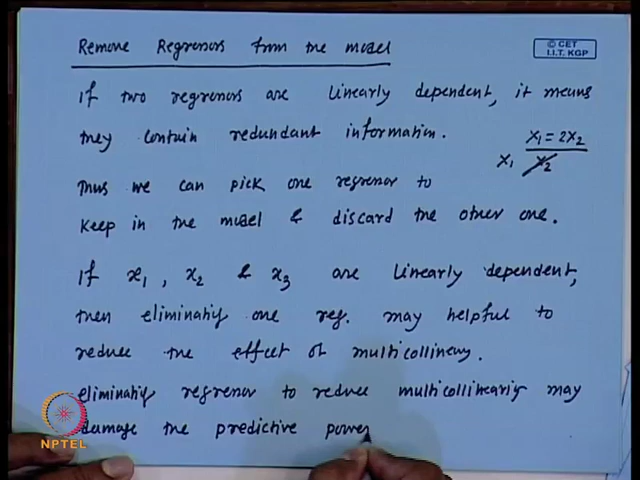 Remove Regressors from the model
© CET
I.I.T. KGP
If two regressors are linearly dependent, it means
they contain redundant information.
X1 = 2X2
X1 X2
Thus we can pick one regressor to
keep in the model & discard the other one.
If x1, x2 & x3 are linearly dependent,
then eliminatig one reg. may helpful to
reduce the effect of multicollineary.
eliminatig regressor to reduce multicollinearity may
damage the predictive power
NPTEL